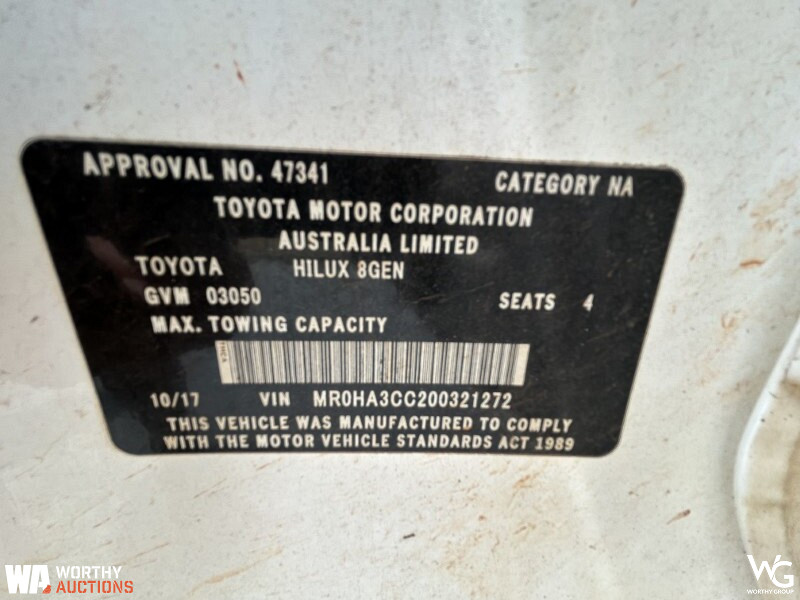 APPROVAL NO. 47341 CATEGORY NA
TOYOTA MOTOR CORPORATION
AUSTRALIA LIMITED
TOYOTA HILUX 8GEN
GVM 03050 SEATS 4
MAX. TOWING CAPACITY
10/17 VIN MR0HA3CC200321272
THIS VEHICLE WAS MANUFACTURED TO COMPLY
WITH THE MOTOR VEHICLE STANDARDS ACT 1989
WA WORTHY
AUCTIONS
WG
WORTHY GROUP